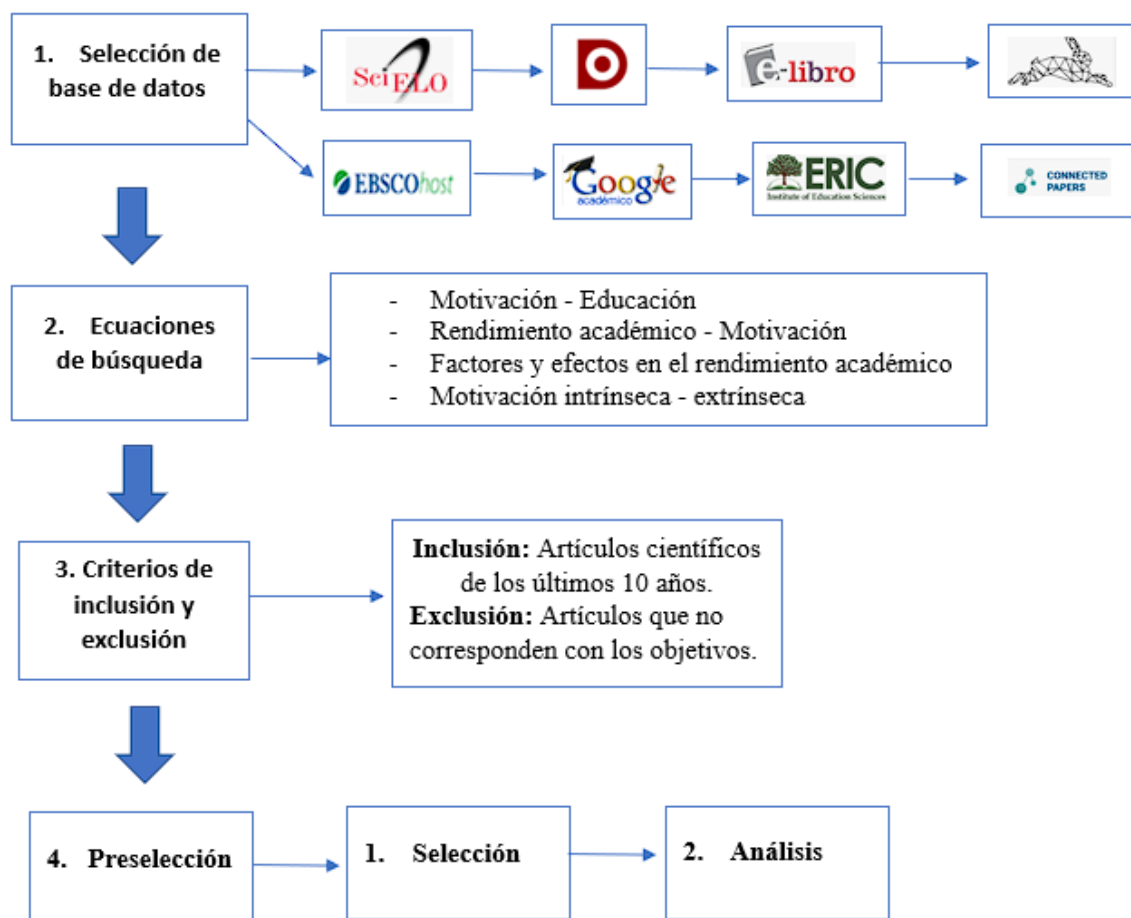 1. Selección de
base de datos
SciELO
e-libro
EBSCOhost
Google
académico
ERIC
Institute of Education Sciences
CONNECTED
PAPERS
2. Ecuaciones
de búsqueda
- Motivación - Educación
- Rendimiento académico - Motivación
- Factores y efectos en el rendimiento académico
- Motivación intrínseca - extrínseca
3. Criterios de
inclusión y
exclusión
Inclusión: Artículos científicos
de los últimos 10 años.
Exclusión: Artículos que no
corresponden con los objetivos.
4. Preselección
1. Selección
2. Análisis